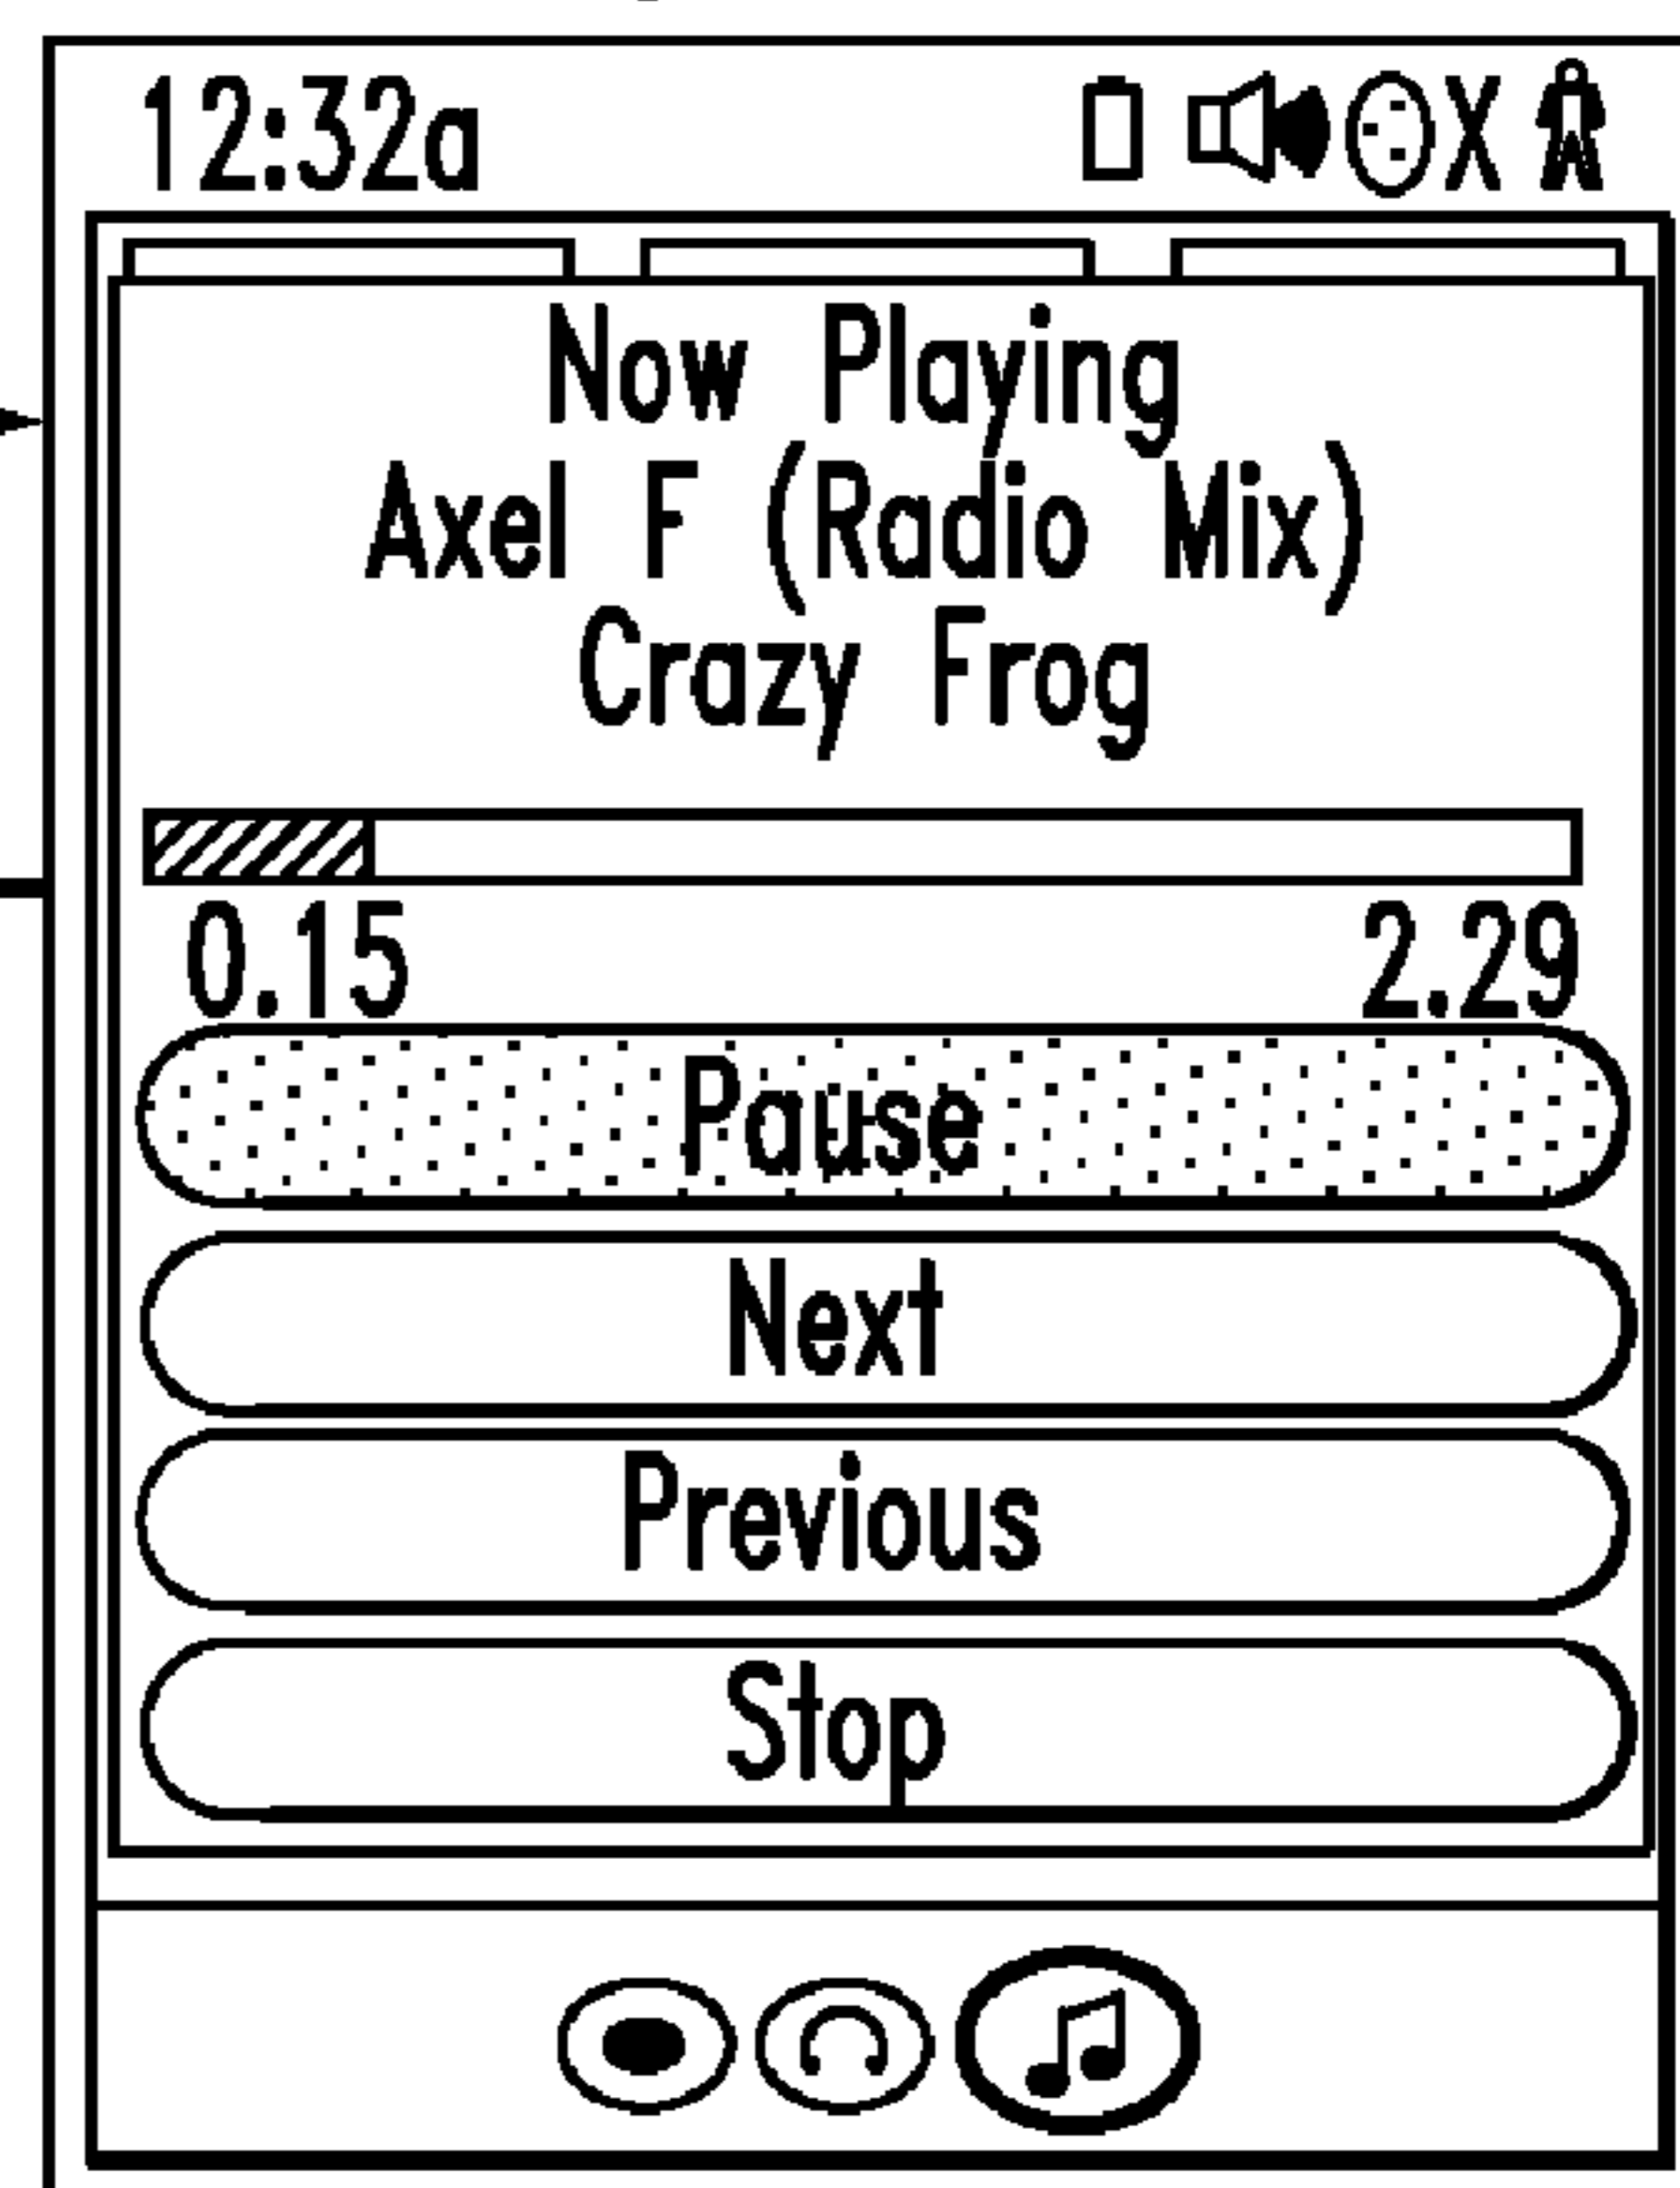 12:32a X
Now Playing
Axel F (Radio Mix)
Crazy Frog
0.15 2.29
Pause
Next
Previous
Stop